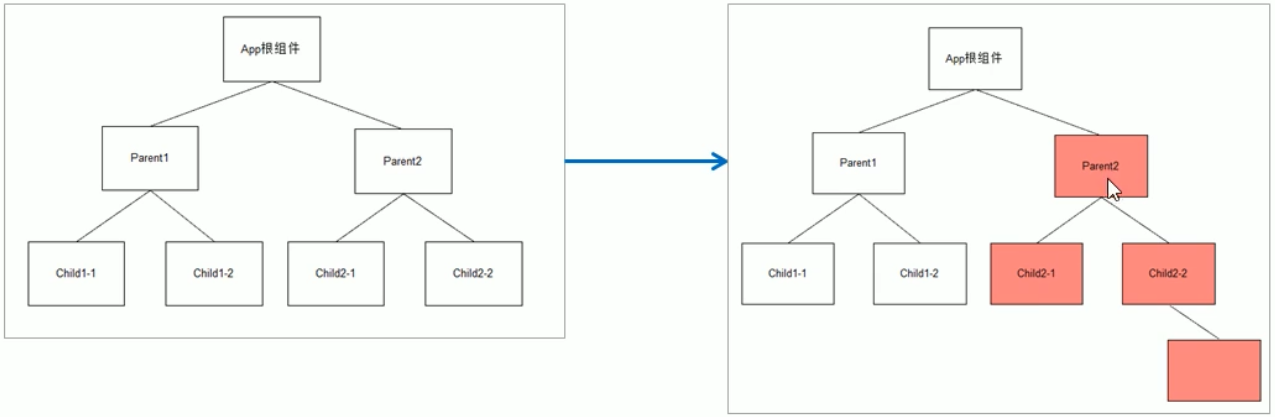 App根组件
Parent1
Parent2
Child1-1
Child1-2
Child2-1
Child2-2
App根组件
Parent1
Parent2
Child1-1
Child1-2
Child2-1
Child2-2